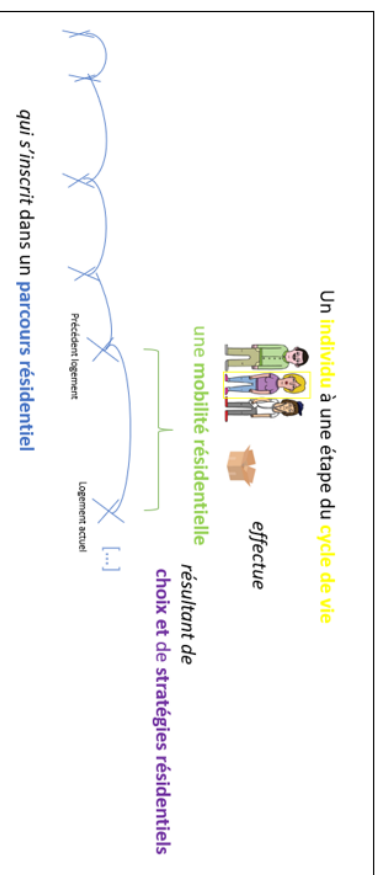 Un individu à une étape du cycle de vie
effectue
une mobilité résidentielle
résultant de
choix et de stratégies résidentiels
Précédent logement
Logement actuel
[...]
qui s’inscrit dans un parcours résidentiel